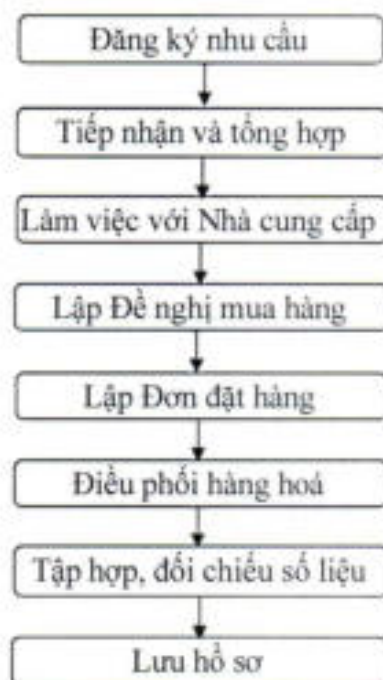 Đăng ký nhu cầu
Tiếp nhận và tổng hợp
Làm việc với Nhà cung cấp
Lập Đề nghị mua hàng
Lập Đơn đặt hàng
Điều phối hàng hoá
Tập hợp, đối chiếu số liệu
Lưu hồ sơ